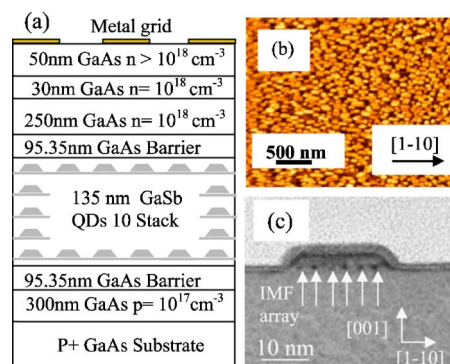 (a)
Metal grid
50nm GaAs n > 10^18 cm^-3
30nm GaAs n= 10^18 cm^-3
250nm GaAs n= 10^18 cm^-3
95.35nm GaAs Barrier
135 nm GaSb
QDs 10 Stack
95.35nm GaAs Barrier
300nm GaAs p= 10^17 cm^-3
P+ GaAs Substrate
(b)
500 nm
[1-10]
(c)
IMF
array
[001]
10 nm
[1-10]